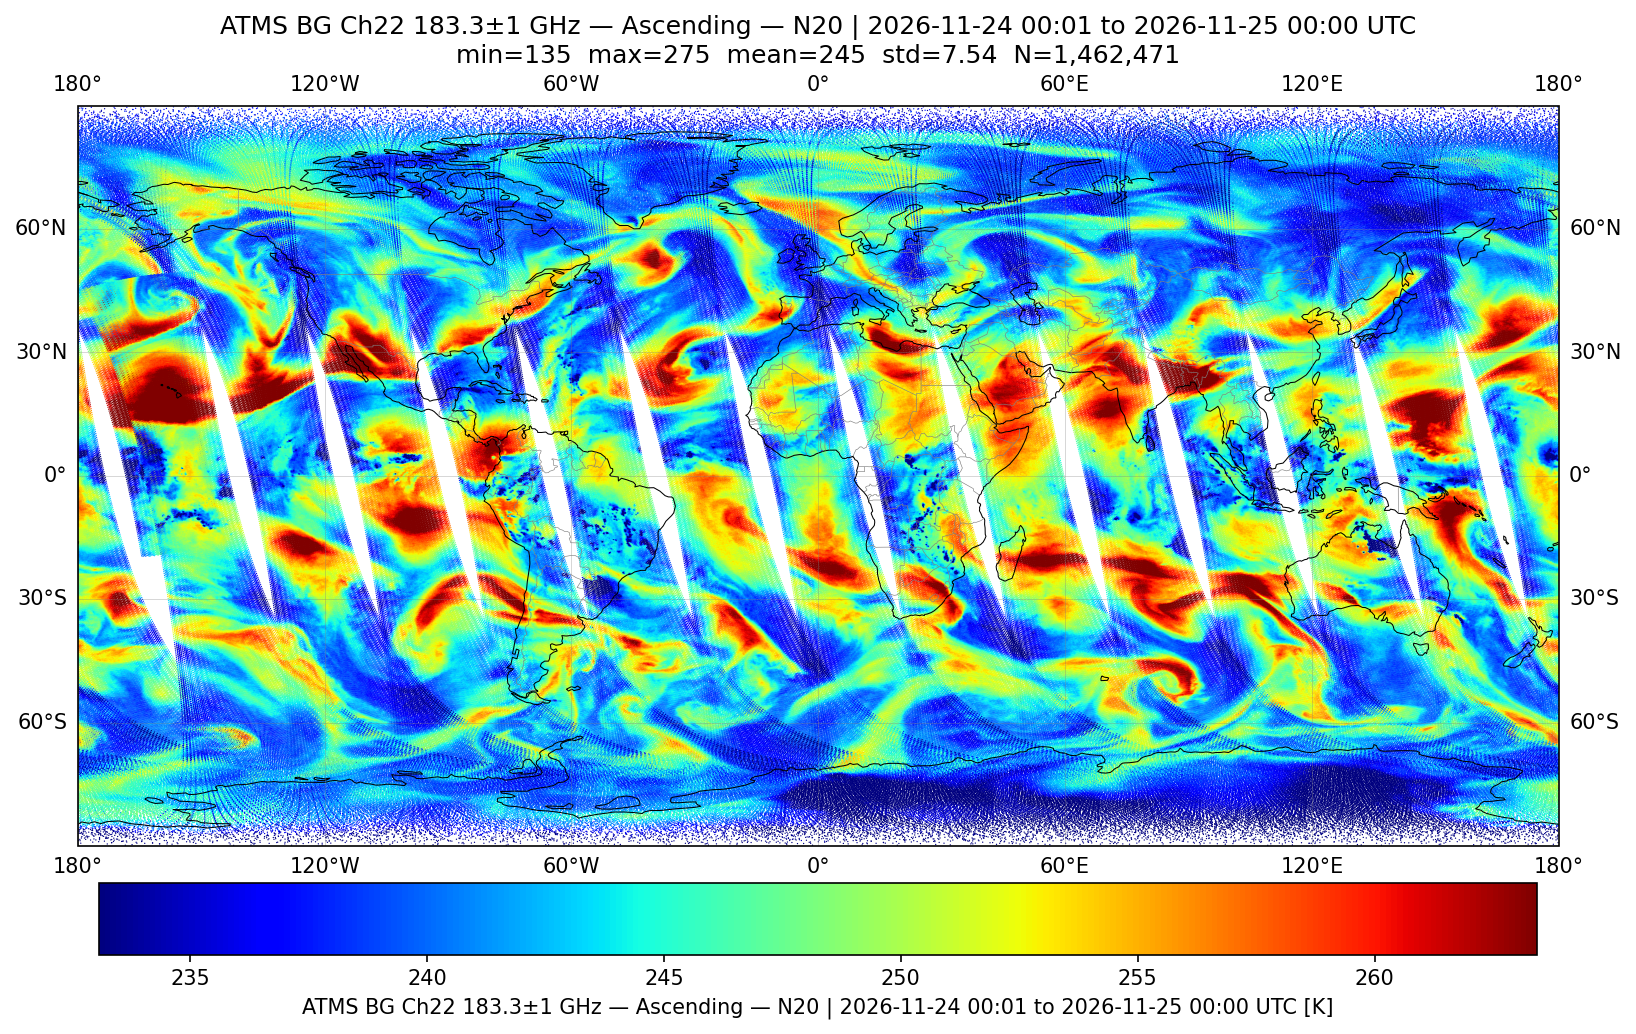 ATMS BG Ch22 183.3±1 GHz — Ascending — N20 | 2026-11-24 00:01 to 2026-11-25 00:00 UTC
min=135 max=275 mean=245 std=7.54 N=1,462,471
180° 120°W 60°W 0° 60°E 120°E 180°
60°N 60°N
30°N 30°N
0° 0°
30°S 30°S
60°S 60°S
180° 120°W 60°W 0° 60°E 120°E 180°
235 240 245 250 255 260
ATMS BG Ch22 183.3±1 GHz — Ascending — N20 | 2026-11-24 00:01 to 2026-11-25 00:00 UTC [K]